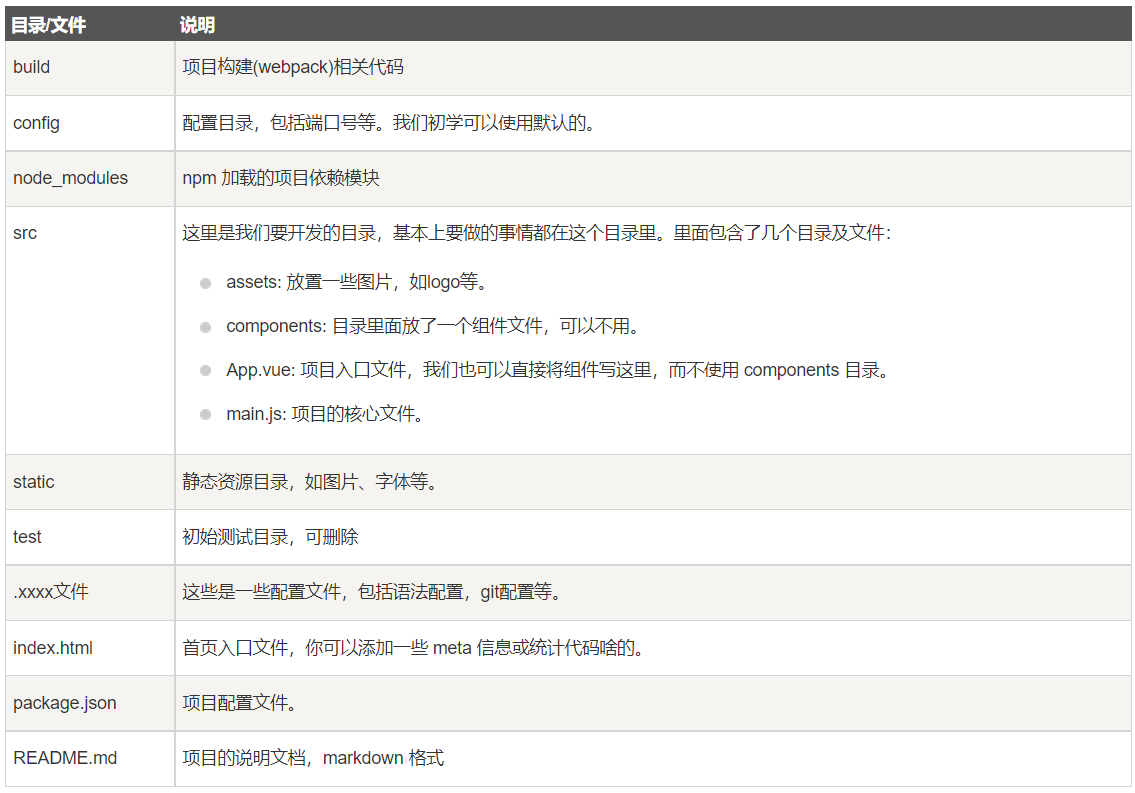 目录/文件 说明
build 项目构建(webpack)相关代码
config 配置目录，包括端口号等。我们初学可以使用默认的。
node_modules npm 加载的项目依赖模块
src 这里是我们要开发的目录，基本上要做的事情都在这个目录里。里面包含了几个目录及文件：
assets: 放置一些图片，如logo等。
components: 目录里面放了一个组件文件，可以不用。
App.vue: 项目入口文件，我们也可以直接将组件写这里，而不使用 components 目录。
main.js: 项目的核心文件。
static 静态资源目录，如图片、字体等。
test 初始测试目录，可删除
.xxxx文件 这些是一些配置文件，包括语法配置，git配置等。
index.html 首页入口文件，你可以添加一些 meta 信息或统计代码啥的。
package.json 项目配置文件。
README.md 项目的说明文档，markdown 格式